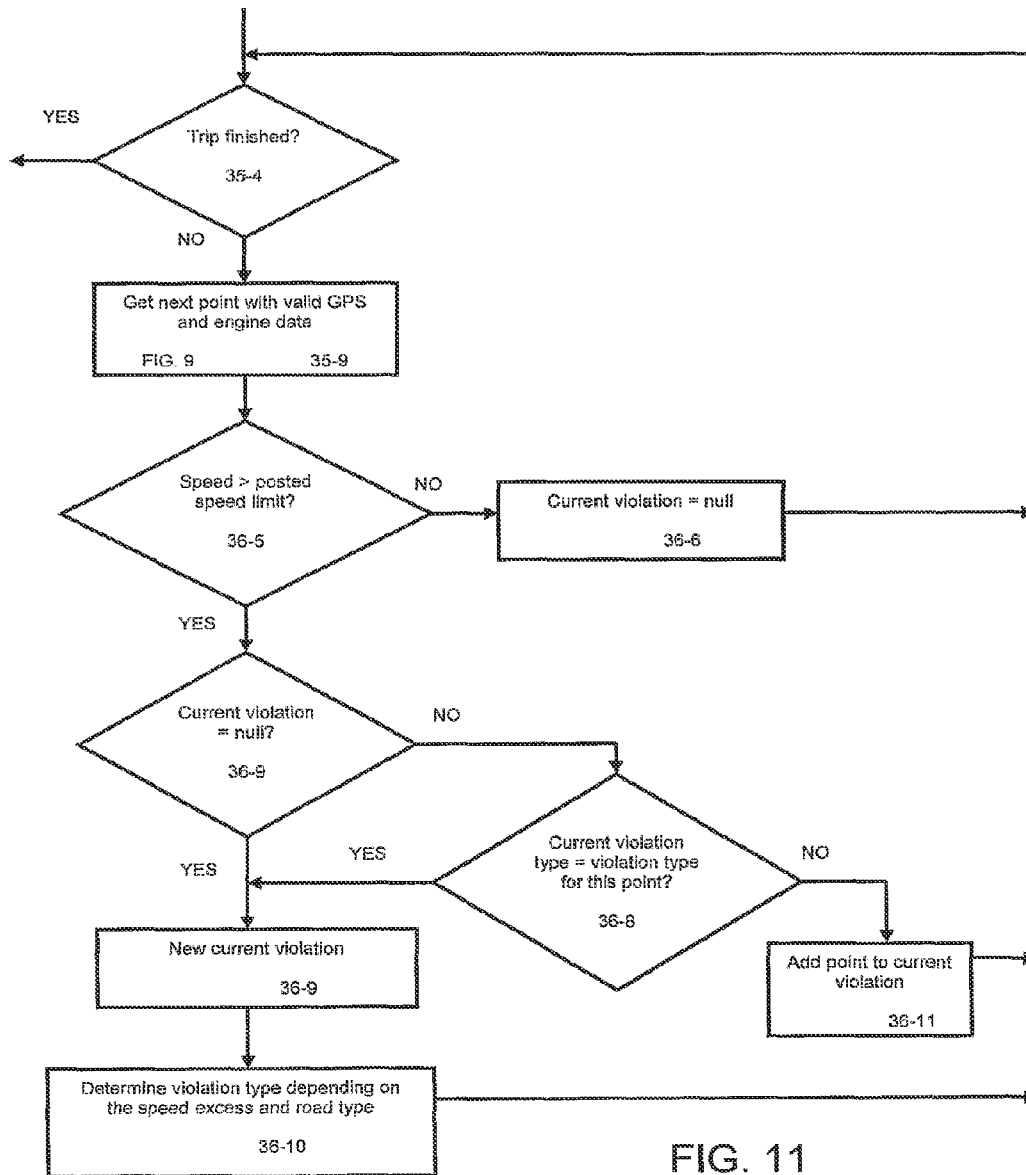 YES
Trip finished?
35-4
NO
Get next point with valid GPS
and engine data
FIG. 9 35-9
Speed > posted
speed limit?
36-5
NO
Current violation = null
36-6
YES
Current violation
= null?
36-9
NO
YES
YES
Current violation
type = violation type
for this point?
36-8
NO
New current violation
36-9
Add point to current
violation
36-11
Determine violation type depending on
the speed excess and road type
36-10
FIG. 11